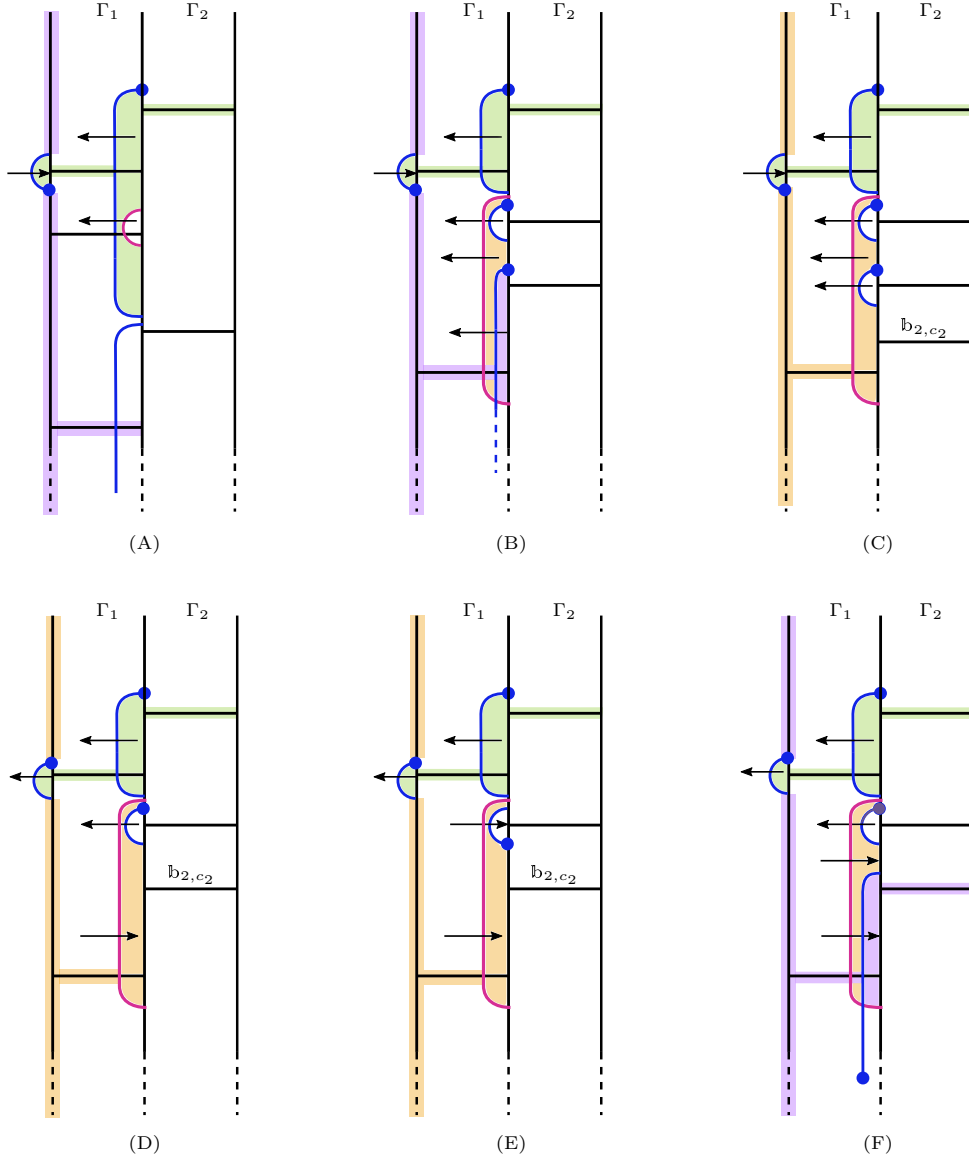 Γ₁ Γ₂ Γ₁ Γ₂ Γ₁ Γ₂
𝕓₂,c₂
(A) (B) (C)
Γ₁ Γ₂ Γ₁ Γ₂ Γ₁ Γ₂
𝕓₂,c₂ 𝕓₂,c₂
(D) (E) (F)